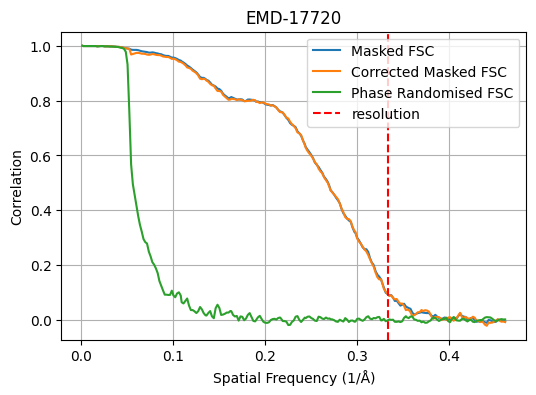 EMD-17720
Masked FSC
Corrected Masked FSC
Phase Randomised FSC
resolution
1.0
0.8
0.6
0.4
0.2
0.0
Correlation
0.0 0.1 0.2 0.3 0.4
Spatial Frequency (1/Å)